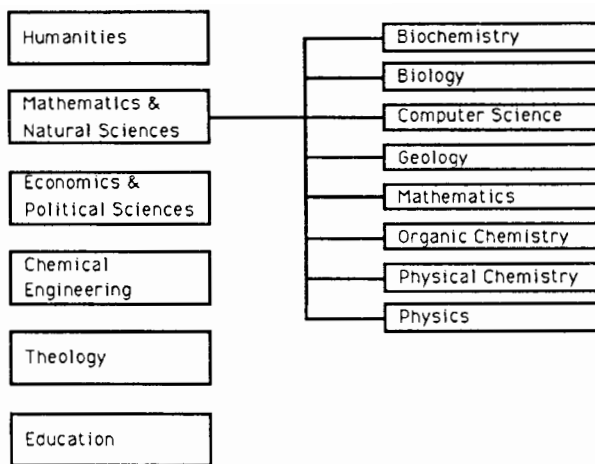 Humanities
Mathematics &
Natural Sciences
Economics &
Political Sciences
Chemical
Engineering
Theology
Education
Biochemistry
Biology
Computer Science
Geology
Mathematics
Organic Chemistry
Physical Chemistry
Physics